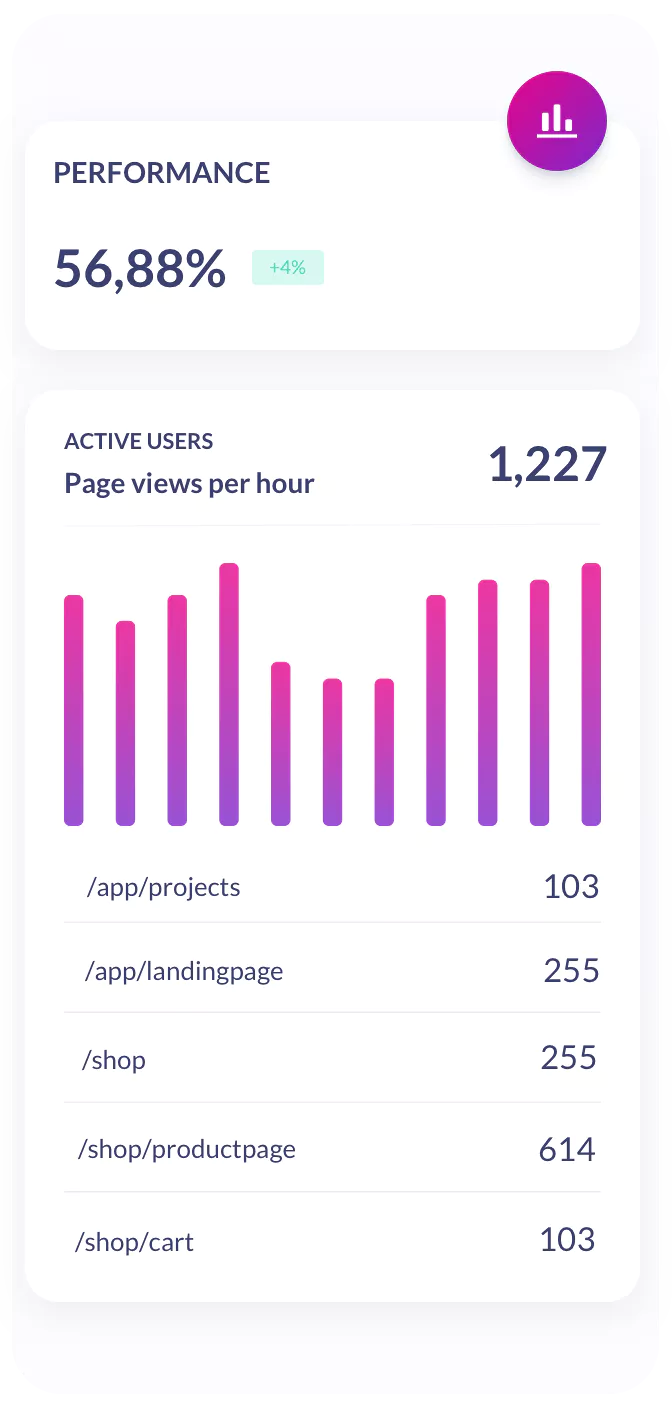 PERFORMANCE
56,88% +4%
ACTIVE USERS
Page views per hour
1,227
/app/projects 103
/app/landingpage 255
/shop 255
/shop/productpage 614
/shop/cart 103